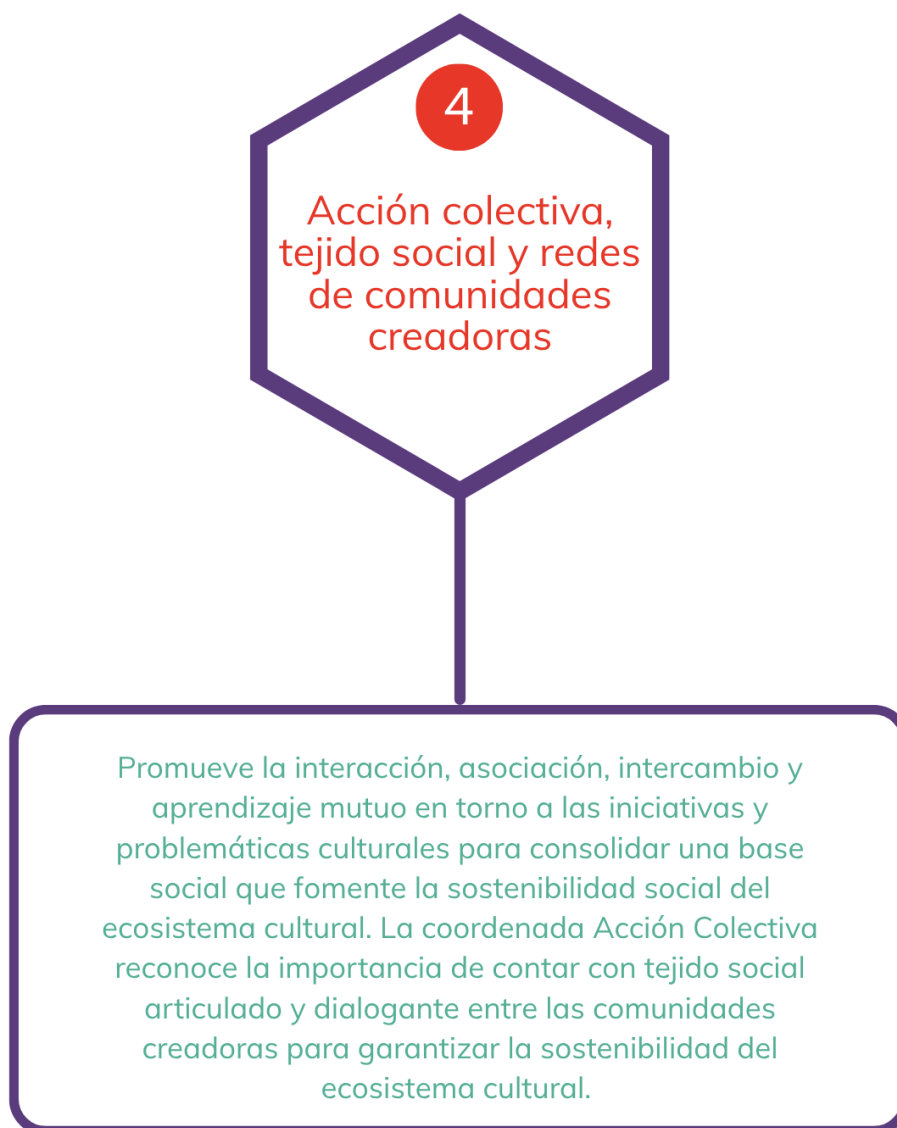 4
Acción colectiva,
tejido social y redes
de comunidades
creadoras
Promueve la interacción, asociación, intercambio y
aprendizaje mutuo en torno a las iniciativas y
problemáticas culturales para consolidar una base
social que fomente la sostenibilidad social del
ecosistema cultural. La coordenada Acción Colectiva
reconoce la importancia de contar con tejido social
articulado y dialogante entre las comunidades
creadoras para garantizar la sostenibilidad del
ecosistema cultural.